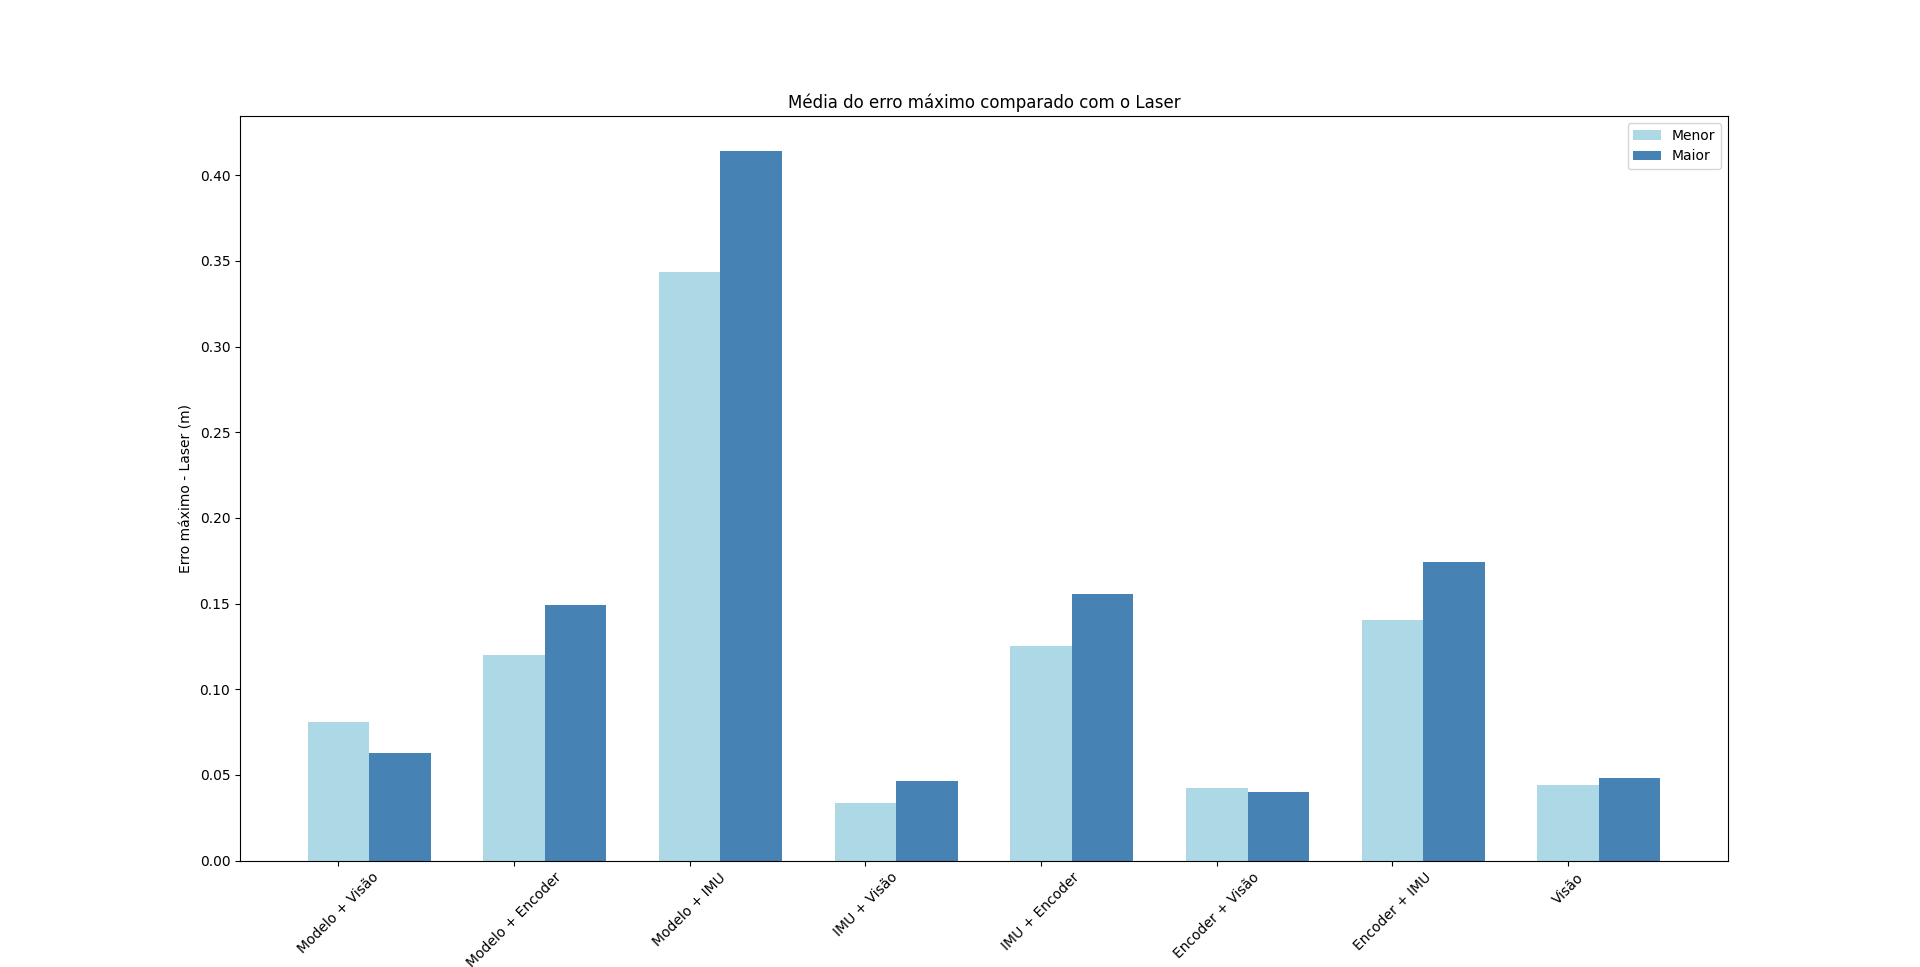 Média do erro máximo comparado com o Laser
Menor
Maior
Erro máximo - Laser (m)
0.40
0.35
0.30
0.25
0.20
0.15
0.10
0.05
0.00
Modelo + Visão
Modelo + Encoder
Modelo + IMU
IMU + Visão
IMU + Encoder
Encoder + Visão
Encoder + IMU
Visão